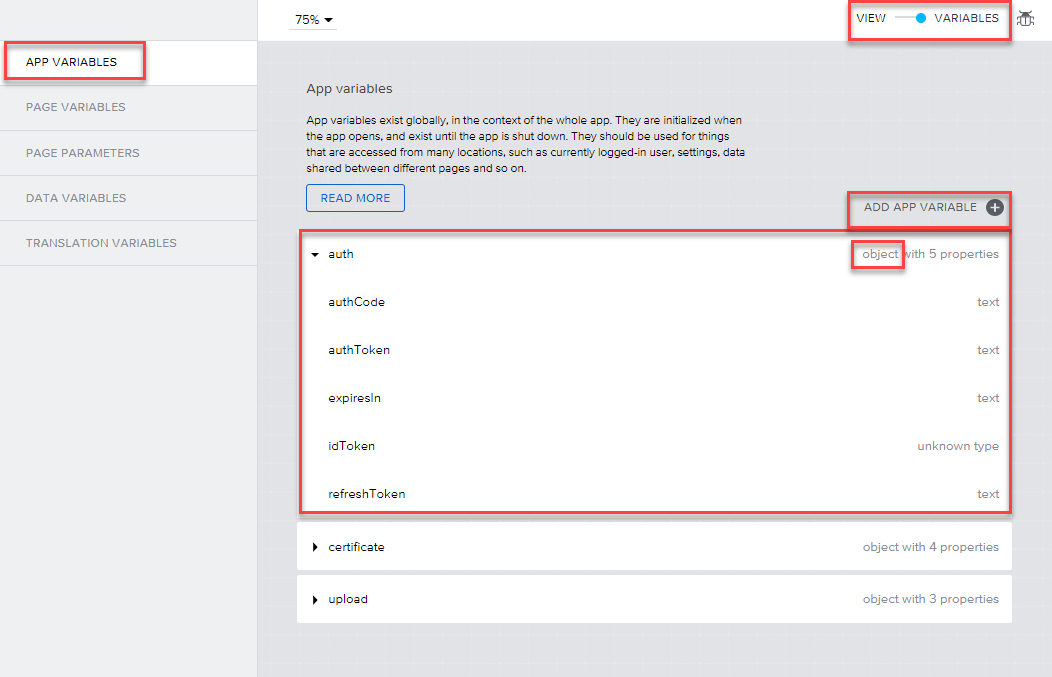 75%
VIEW VARIABLES
APP VARIABLES
PAGE VARIABLES
PAGE PARAMETERS
DATA VARIABLES
TRANSLATION VARIABLES
App variables
App variables exist globally, in the context of the whole app. They are initialized when
the app opens, and exist until the app is shut down. They should be used for things
that are accessed from many locations, such as currently logged-in user, settings, data
shared between different pages and so on.
READ MORE
ADD APP VARIABLE
auth object with 5 properties
authCode text
authToken text
expiresIn text
idToken unknown type
refreshToken text
certificate object with 4 properties
upload object with 3 properties